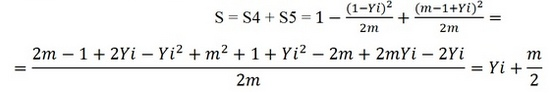 S = S4 + S5 = 1 − (1−Yi)²/2m + (m−1+Yi)²/2m =
= (2m − 1 + 2Yi − Yi² + m² + 1 + Yi² − 2m + 2mYi − 2Yi)/2m = Yi + m/2